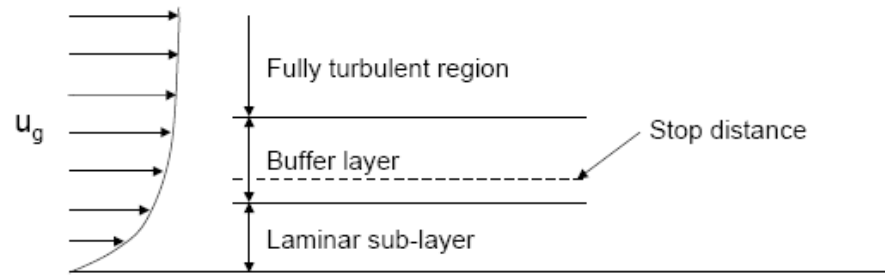 Fully turbulent region
u_g
Stop distance
Buffer layer
Laminar sub-layer